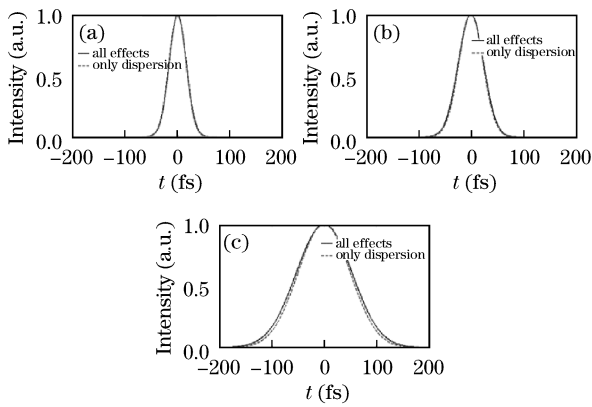 (a)
all effects
only dispersion
Intensity (a.u.)
1.0
0.5
0.0
−200 −100 0 100 200
t (fs)
(b)
all effects
only dispersion
Intensity (a.u.)
1.0
0.5
0.0
−200 −100 0 100 200
t (fs)
(c)
all effects
only dispersion
Intensity (a.u.)
1.0
0.5
0.0
−200 −100 0 100 200
t (fs)